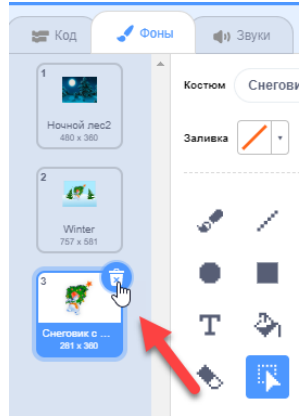 Код
Фоны
Звуки
1
Ночной лес2
480 x 360
2
Winter
757 x 581
3
Снеговик с ...
281 x 360
Костюм
Снегови
Заливка
T